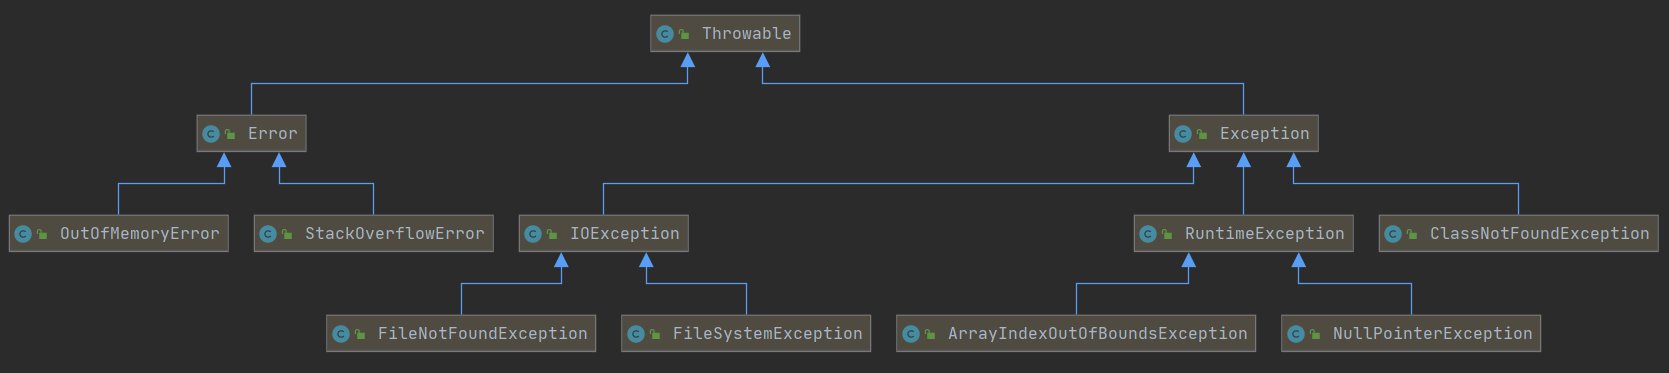 Throwable
Error
Exception
OutOfMemoryError
StackOverflowError
IOException
RuntimeException
ClassNotFoundException
FileNotFoundException
FileSystemException
ArrayIndexOutOfBoundsException
NullPointerException